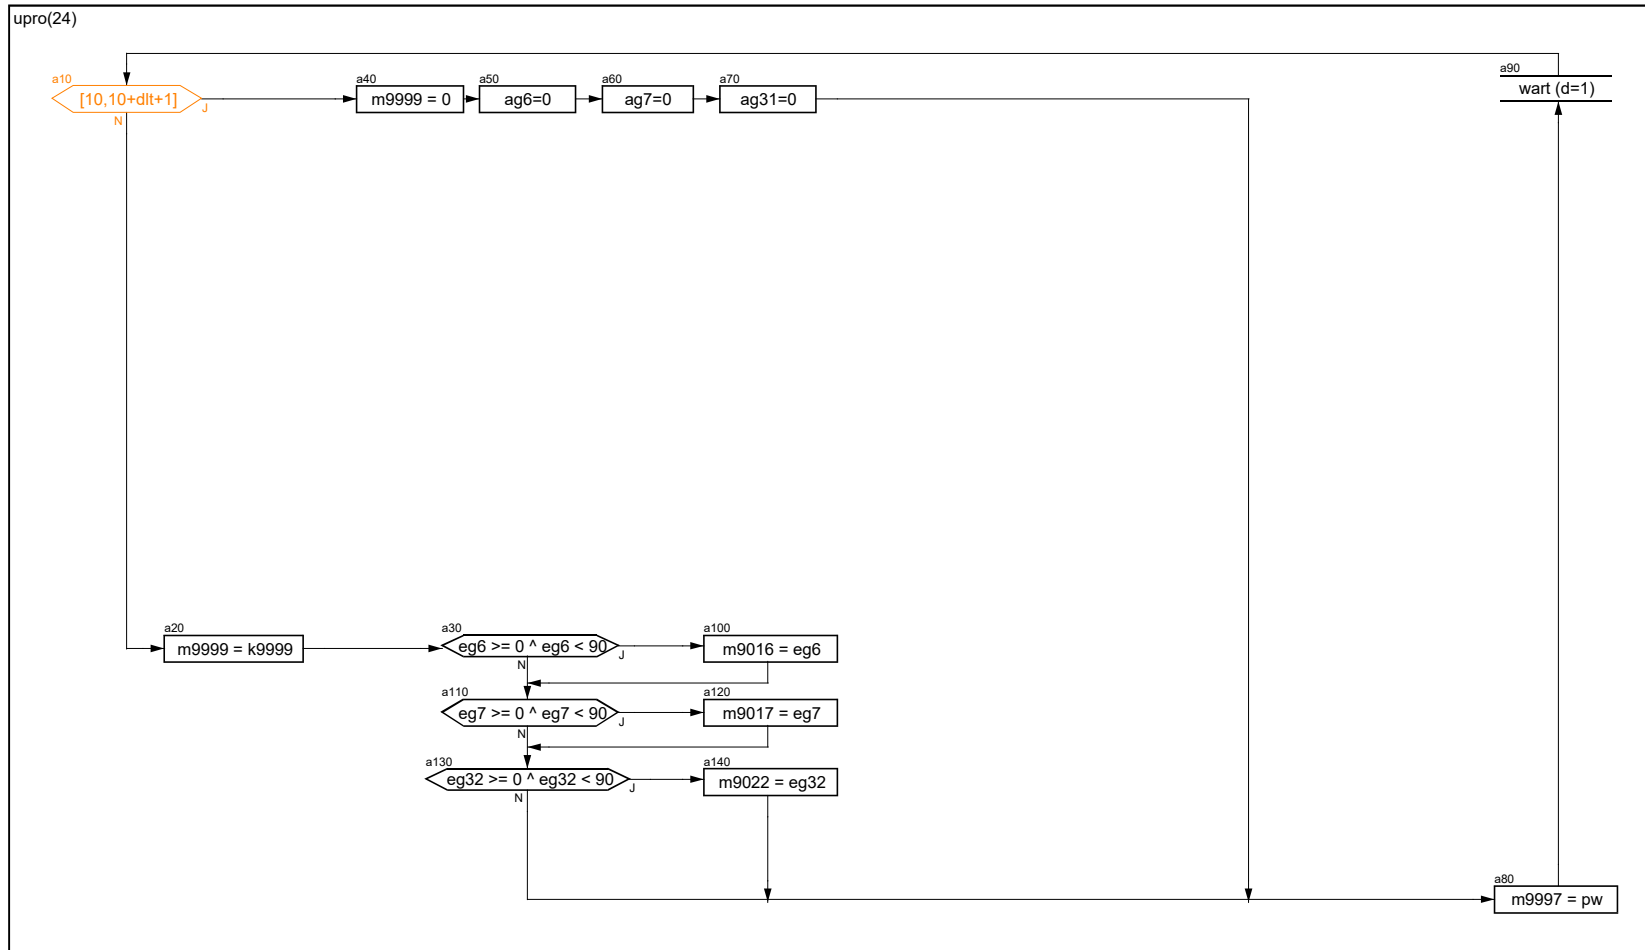 upro(24)
a10
[10,10+dlt+1]
J
N
a40
m9999 = 0
a50
ag6=0
a60
ag7=0
a70
ag31=0
a90
wart (d=1)
a20
m9999 = k9999
a30
eg6 >= 0 ^ eg6 < 90
J
N
a100
m9016 = eg6
a110
eg7 >= 0 ^ eg7 < 90
J
N
a120
m9017 = eg7
a130
eg32 >= 0 ^ eg32 < 90
J
N
a140
m9022 = eg32
a80
m9997 = pw